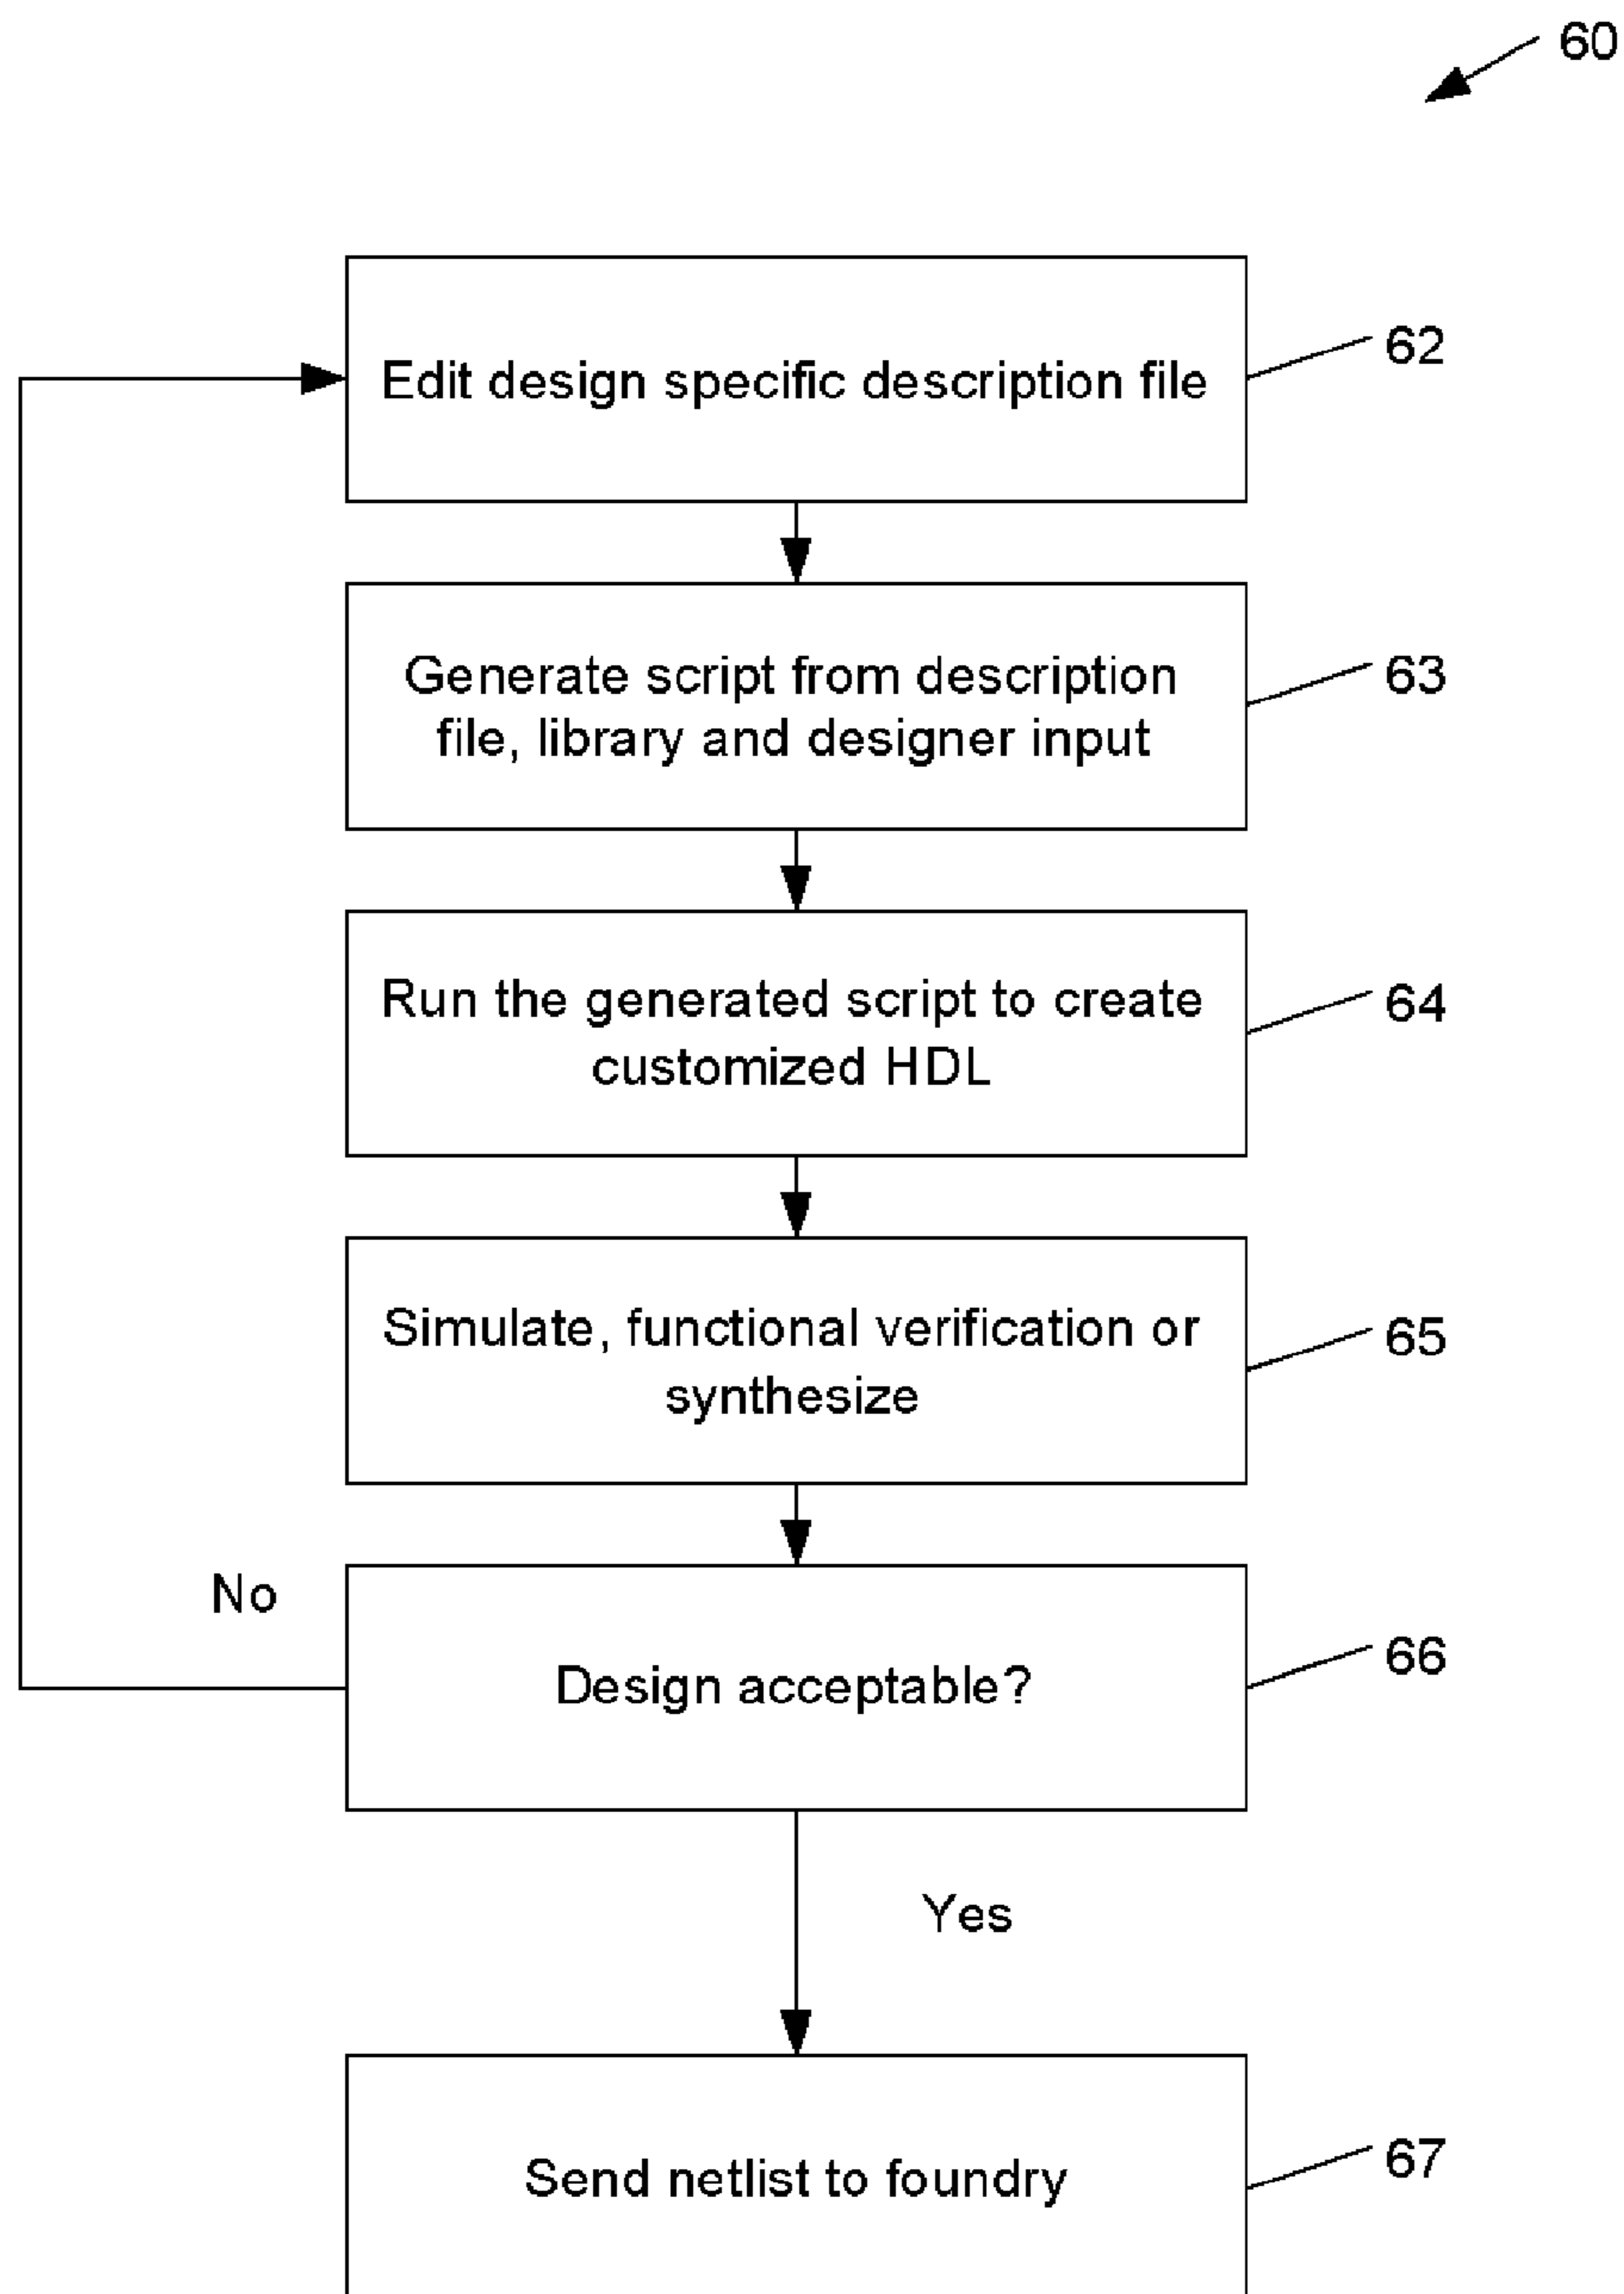 60
Edit design specific description file
62
Generate script from description
file, library and designer input
63
Run the generated script to create
customized HDL
64
Simulate, functional verification or
synthesize
65
No
Design acceptable?
66
Yes
Send netlist to foundry
67